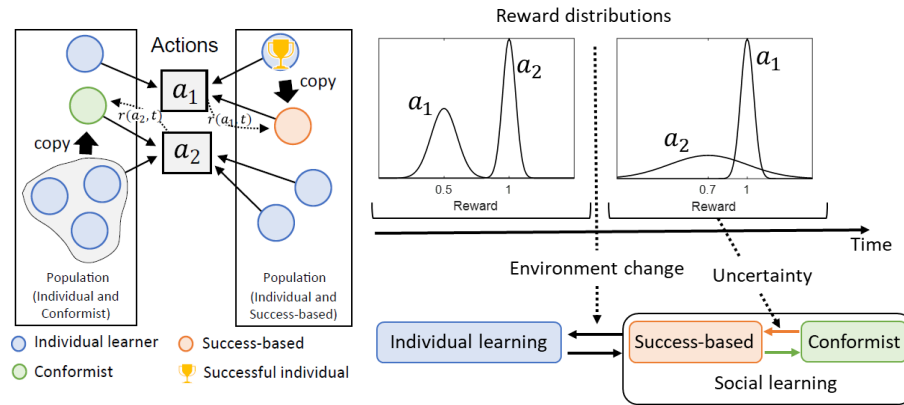 Actions
copy
a₁
r(a₂,t)
r(a₁,t)
copy
a₂
Population
(Individual and
Conformist)
Population
(Individual and
Success-based)
Individual learner
Success-based
Conformist
Successful individual
Reward distributions
a₁
a₂
0.5
1
Reward
a₁
a₂
0.7
1
Reward
Time
Environment change
Uncertainty
Individual learning
Success-based
Conformist
Social learning